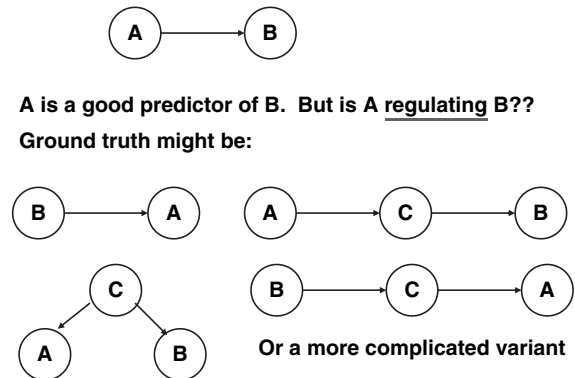 A B
A is a good predictor of B. But is A regulating B??
Ground truth might be:
B A A C B
C B C A
A B
Or a more complicated variant